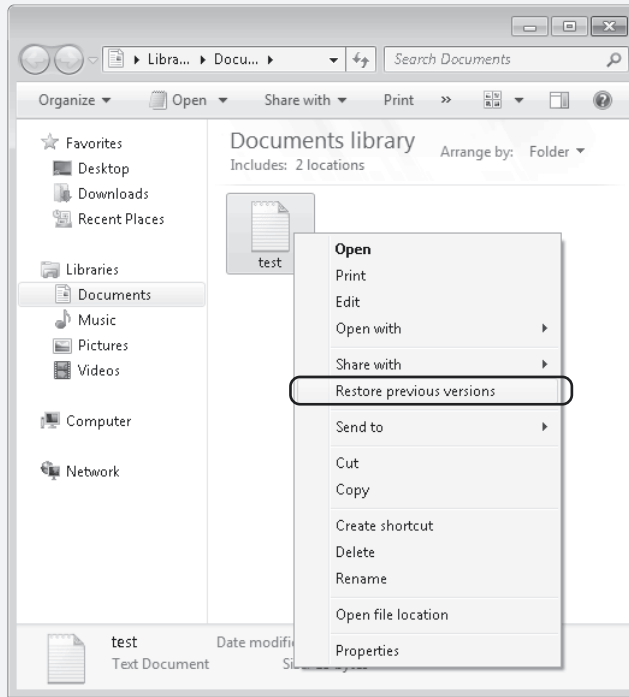 Libra... Docu...
Search Documents
Organize Open Share with Print »
Favorites
Desktop
Downloads
Recent Places
Libraries
Documents
Music
Pictures
Videos
Computer
Network
Documents library
Includes: 2 locations
Arrange by: Folder
test
Open
Print
Edit
Open with
Share with
Restore previous versions
Send to
Cut
Copy
Create shortcut
Delete
Rename
Open file location
Properties
test Date modifi
Text Document